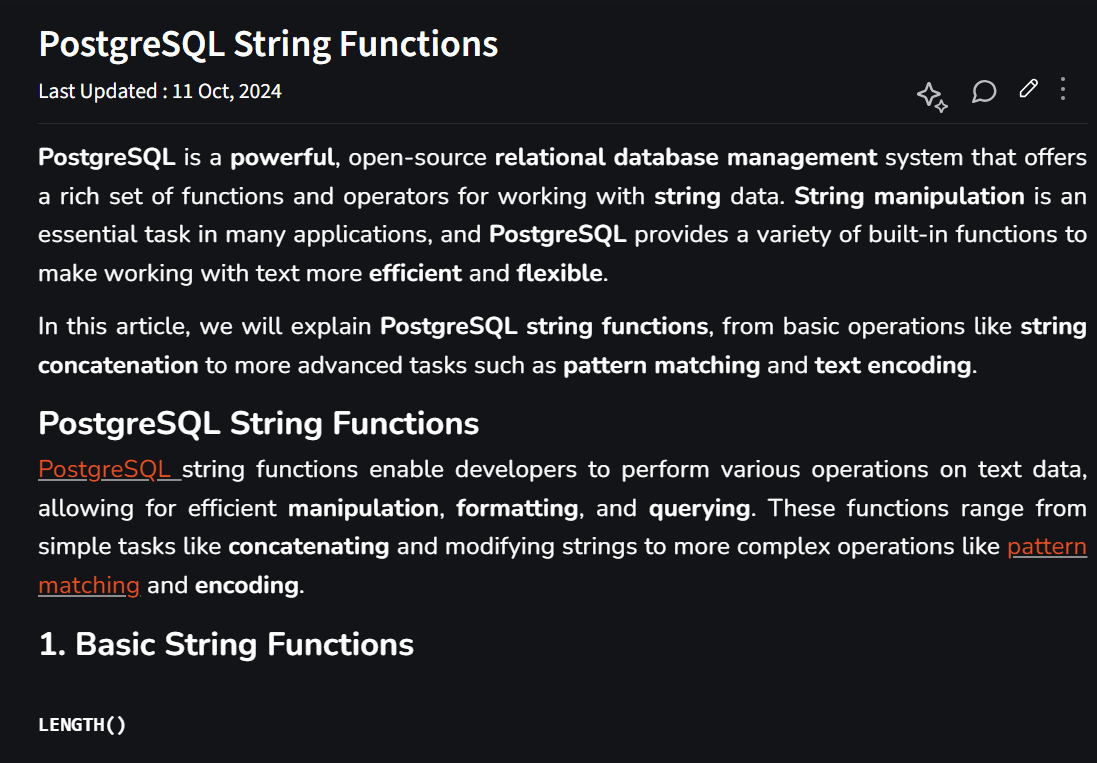 PostgreSQL String Functions
Last Updated : 11 Oct, 2024
PostgreSQL is a powerful, open-source relational database management system that offers
a rich set of functions and operators for working with string data. String manipulation is an
essential task in many applications, and PostgreSQL provides a variety of built-in functions to
make working with text more efficient and flexible.
In this article, we will explain PostgreSQL string functions, from basic operations like string
concatenation to more advanced tasks such as pattern matching and text encoding.
PostgreSQL String Functions
PostgreSQL string functions enable developers to perform various operations on text data,
allowing for efficient manipulation, formatting, and querying. These functions range from
simple tasks like concatenating and modifying strings to more complex operations like pattern
matching and encoding.
1. Basic String Functions
LENGTH()